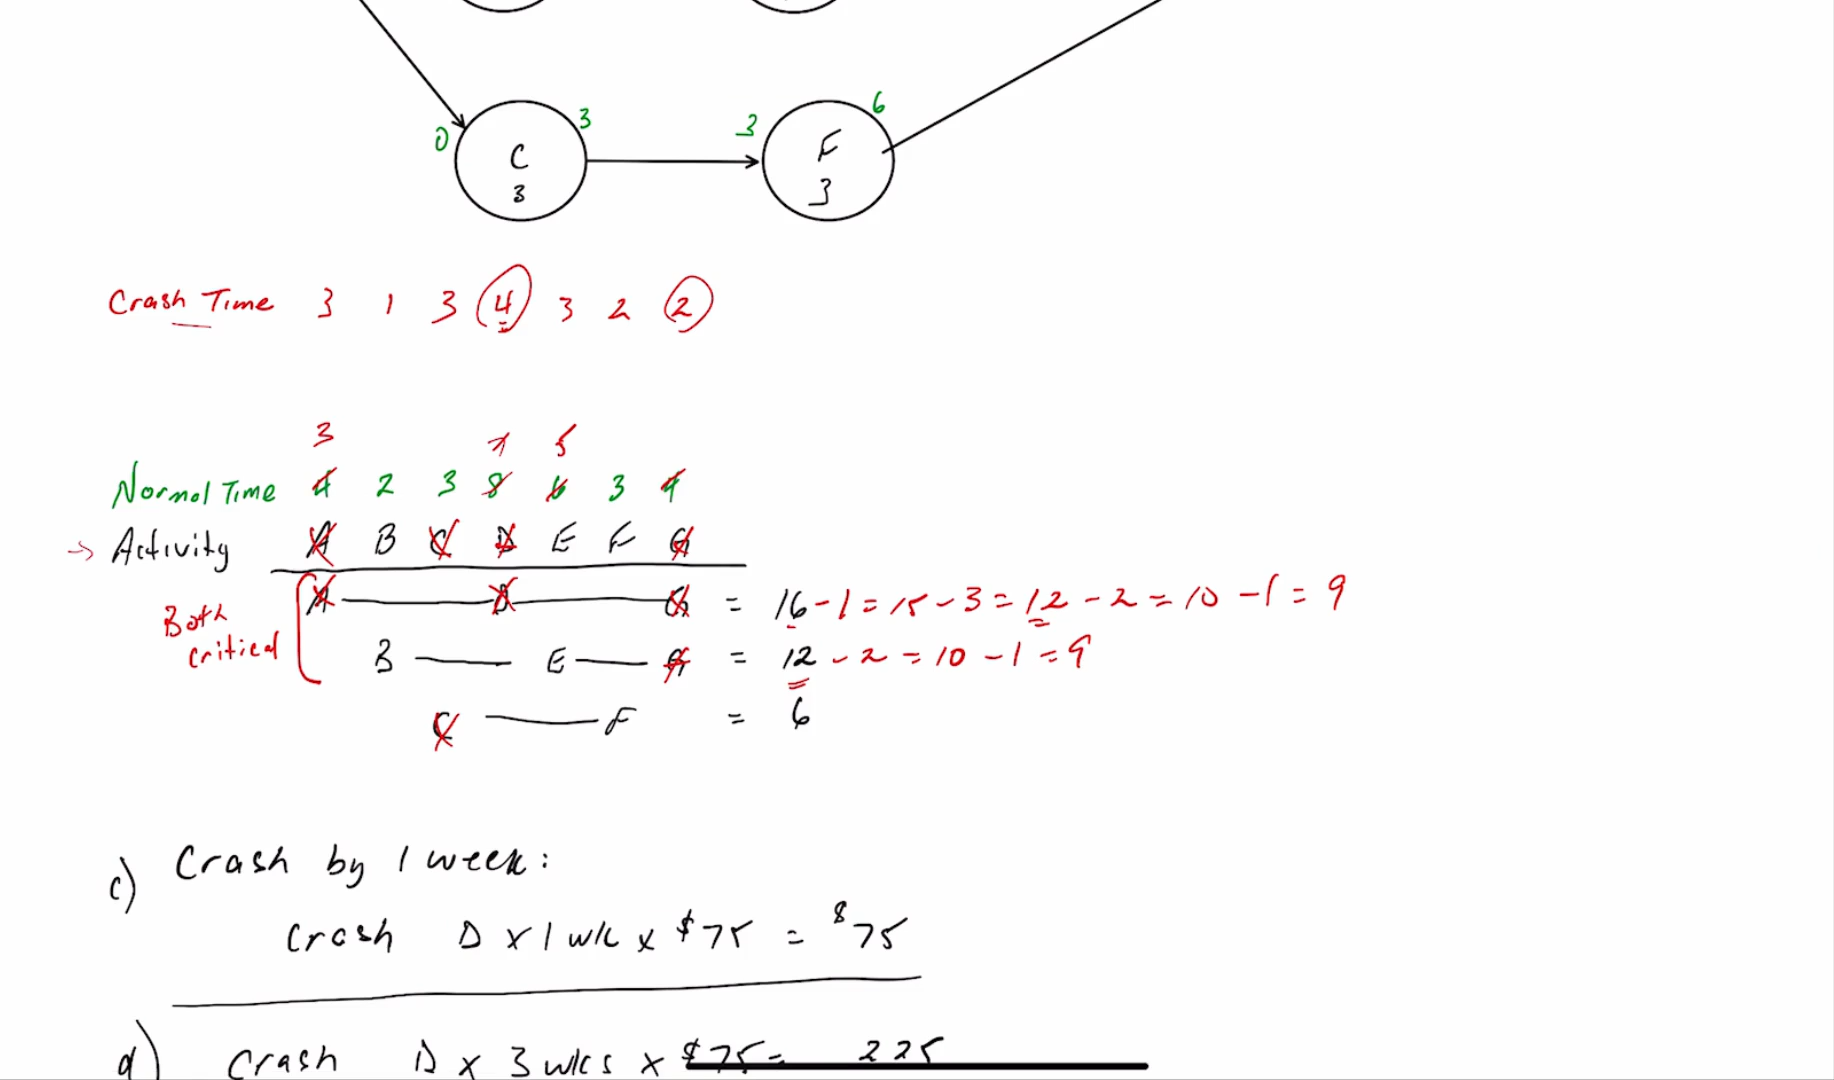 0 C 3 3
3 F 3 6
Crash Time 3 1 3 4 3 2 2
3 7 5
Normal Time 4 2 3 8 6 3 4
→ Activity A B C D E F G
Both critical
A — D — G = 16 - 1 = 15 - 3 = 12 - 2 = 10 - 1 = 9
B — E — G = 12 - 2 = 10 - 1 = 9
C — F = 6
c) Crash by 1 week:
Crash D x 1 wk x $75 = $75
d) Crash D x 3 wks x $75 = 225